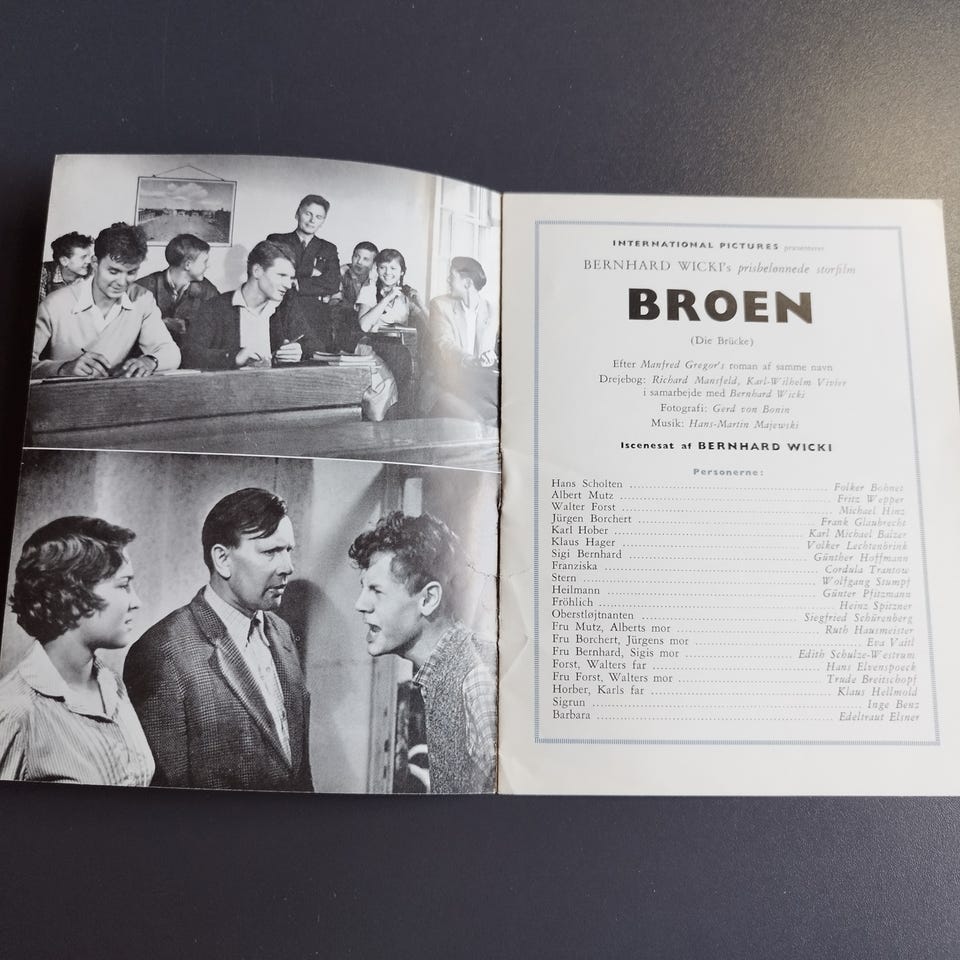 INTERNATIONAL PICTURES præsenterer
BERNHARD WICKI's prisbelønnede storfilm
BROEN
(Die Brücke)
Efter Manfred Gregor's roman af samme navn
Drejebog: Richard Mansfeld, Karl-Wilhelm Vivier
i samarbejde med Bernhard Wicki
Fotografi: Gerd von Bonin
Musik: Hans-Martin Majewski
Iscenesat af BERNHARD WICKI
Personerne:
Hans Scholten ........ Folker Bohnet
Albert Mutz ........ Fritz Wepper
Walter Forst ........ Michael Hinz
Jürgen Borchert ........ Frank Glaubrecht
Karl Hober ........ Karl Michael Balzer
Klaus Hager ........ Volker Lechtenbrink
Sigi Bernhard ........ Günther Hoffmann
Franziska ........ Cordula Trantow
Stern ........ Wolfgang Stumpf
Heilmann ........ Günter Pfitzmann
Fröhlich ........ Heinz Spitzner
Oberstløjtnanten ........ Siegfried Schürenberg
Fru Mutz, Alberts mor ........ Ruth Hausmeister
Fru Borchert, Jürgens mor ........ Eva Vaitl
Fru Bernhard, Sigis mor ........ Edith Schulze-Westrum
Forst, Walters far ........ Hans Elvenspoeck
Fru Forst, Walters mor ........ Trude Breitschopf
Horber, Karls far ........ Klaus Hellmold
Sigrun ........ Inge Benz
Barbara ........ Edeltraut Elsner